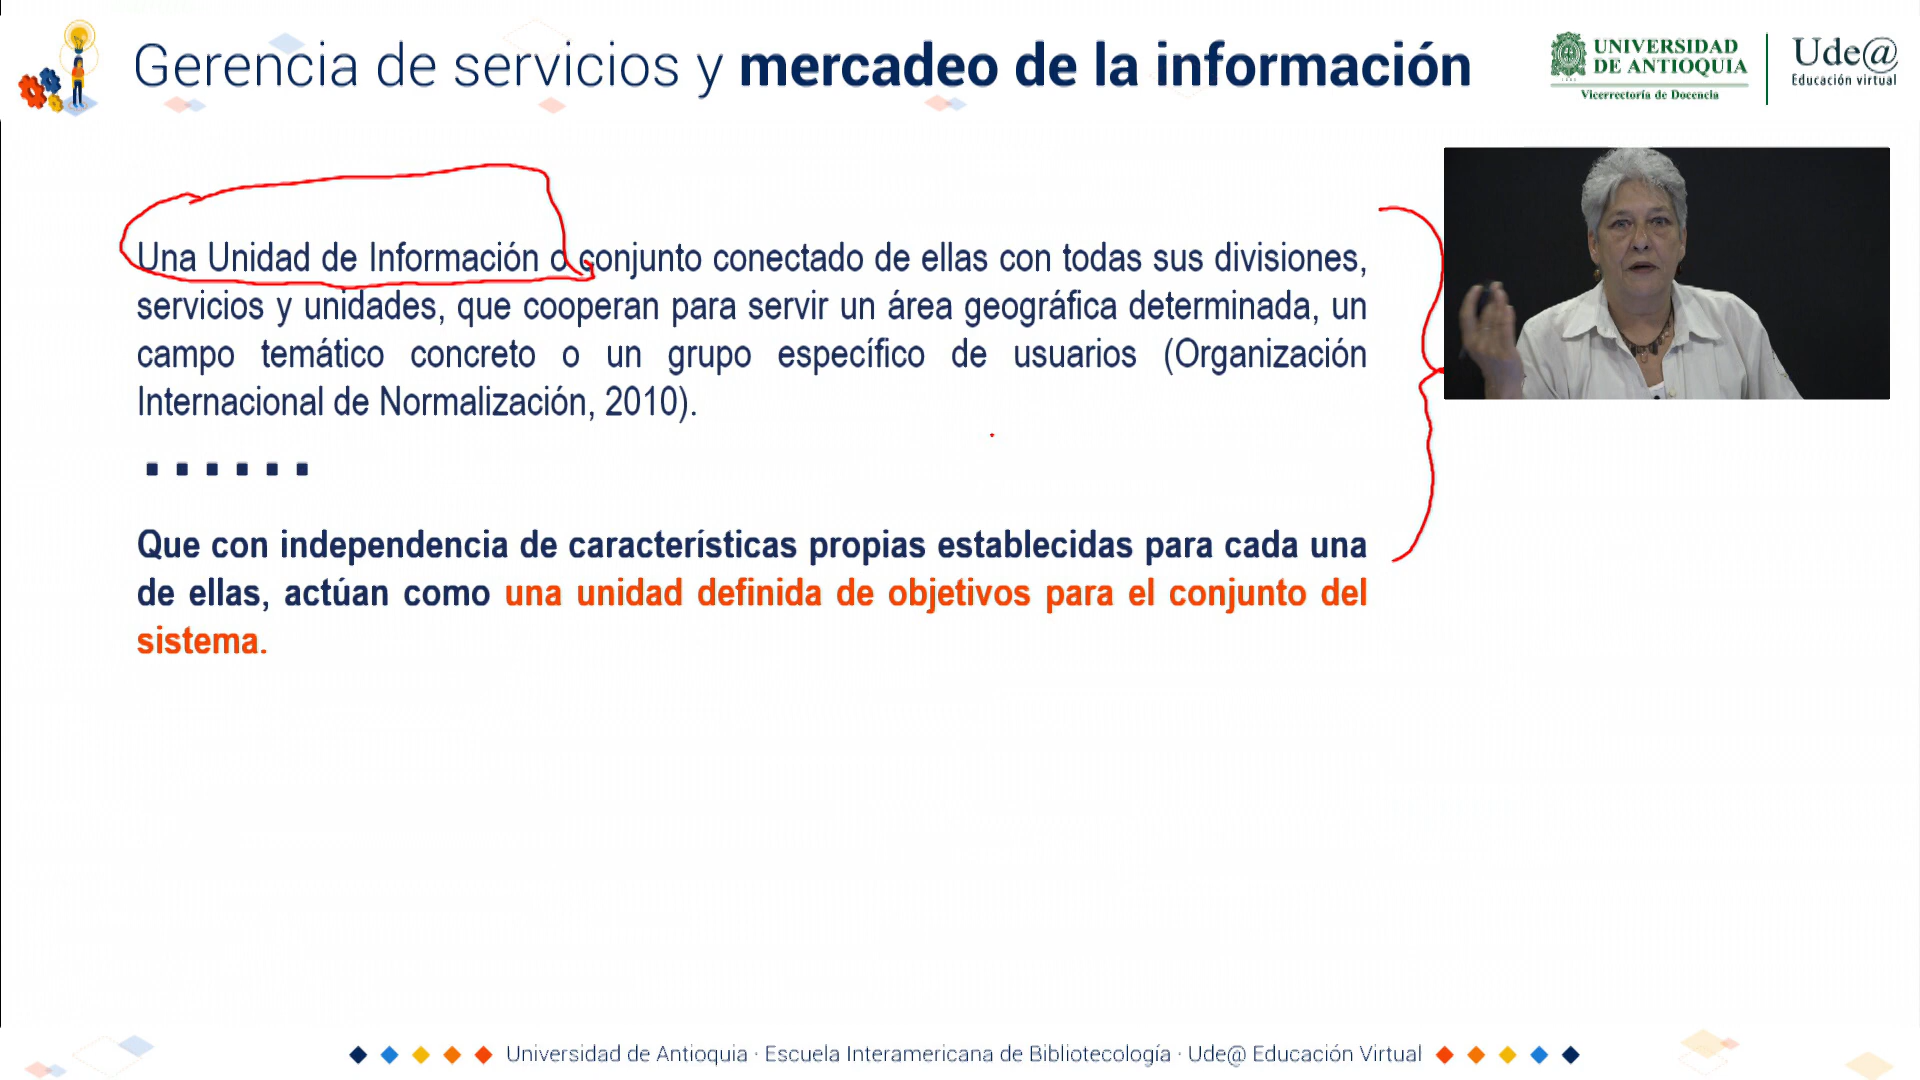 Gerencia de servicios y mercadeo de la información
UNIVERSIDAD
DE ANTIOQUIA
1803
Vicerrectoría de Docencia
Ude@
Educación virtual
Una Unidad de Información o conjunto conectado de ellas con todas sus divisiones,
servicios y unidades, que cooperan para servir un área geográfica determinada, un
campo temático concreto o un grupo específico de usuarios (Organización
Internacional de Normalización, 2010).
Que con independencia de características propias establecidas para cada una
de ellas, actúan como una unidad definida de objetivos para el conjunto del
sistema.
Universidad de Antioquia · Escuela Interamericana de Bibliotecología · Ude@ Educación Virtual